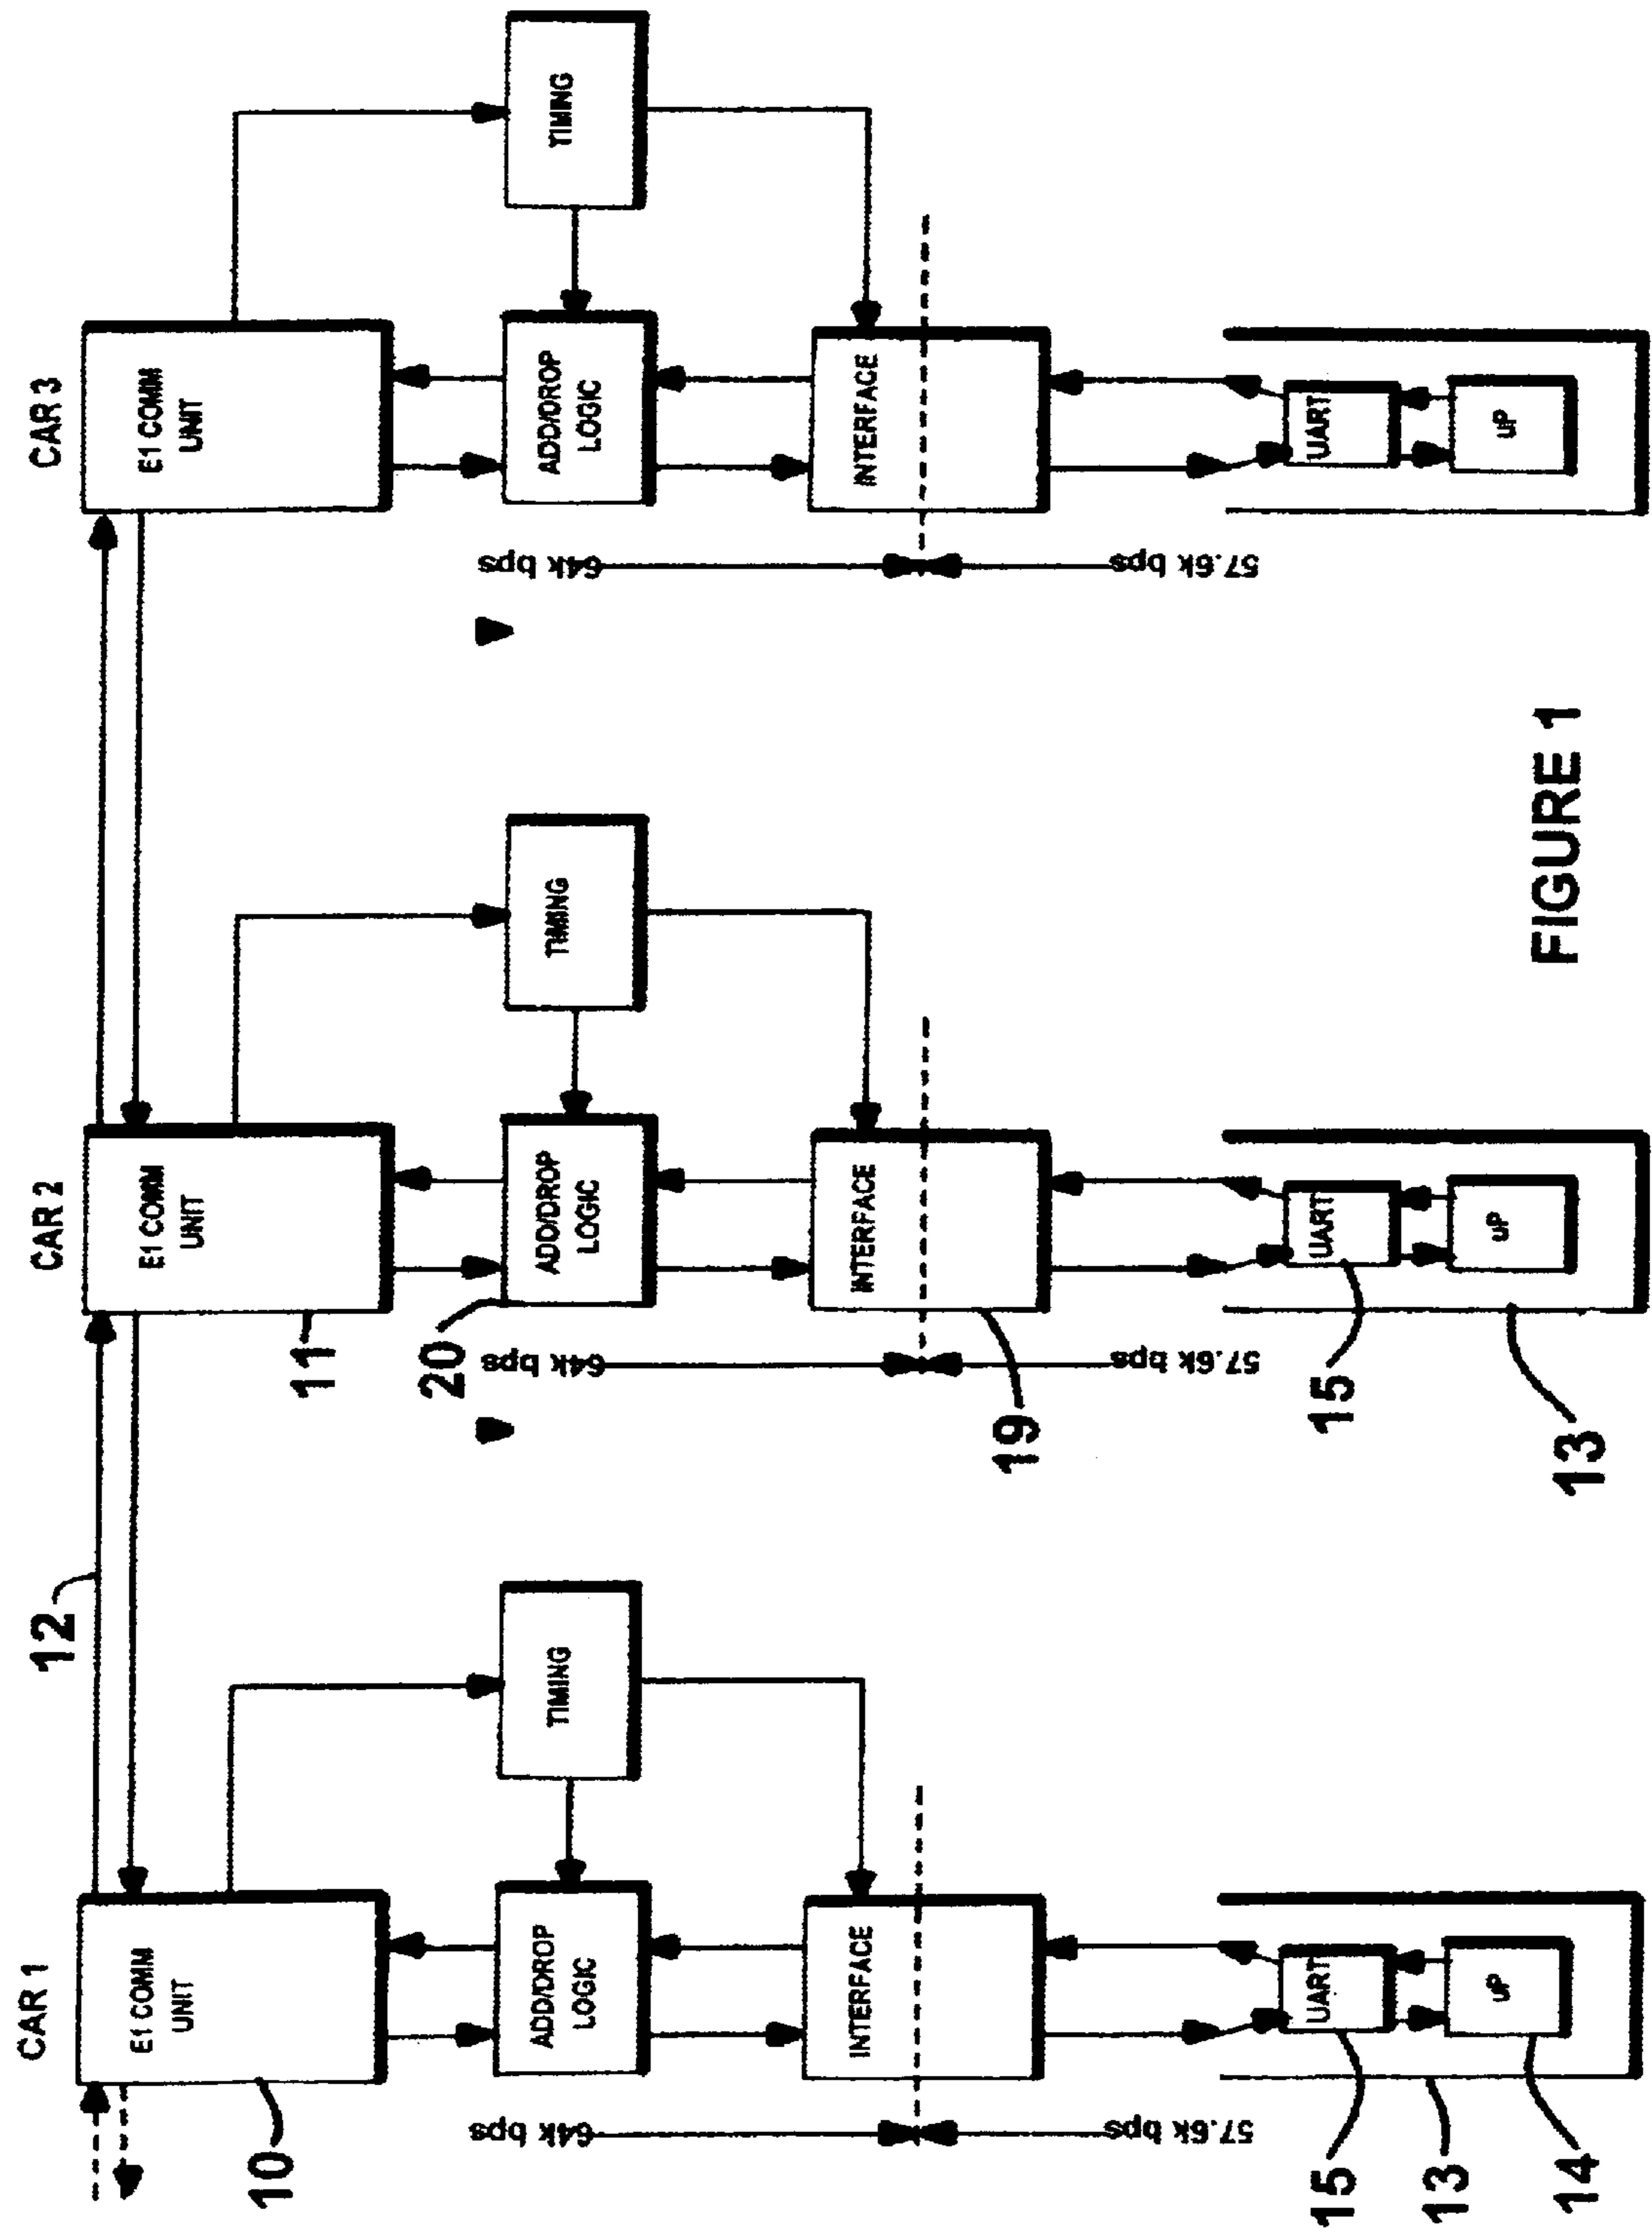 CAR 1
CAR 2
CAR 3
12
E1 COMM
UNIT
E1 COMM
UNIT
E1 COMM
UNIT
10
11
TIMING
TIMING
TIMING
ADD/DROP
LOGIC
ADD/DROP
LOGIC
ADD/DROP
LOGIC
20
64k bps
64k bps
64k bps
INTERFACE
INTERFACE
INTERFACE
19
57.6k bps
57.6k bps
57.6k bps
UART
UART
UART
15
15
uP
uP
uP
13
14
13
FIGURE 1